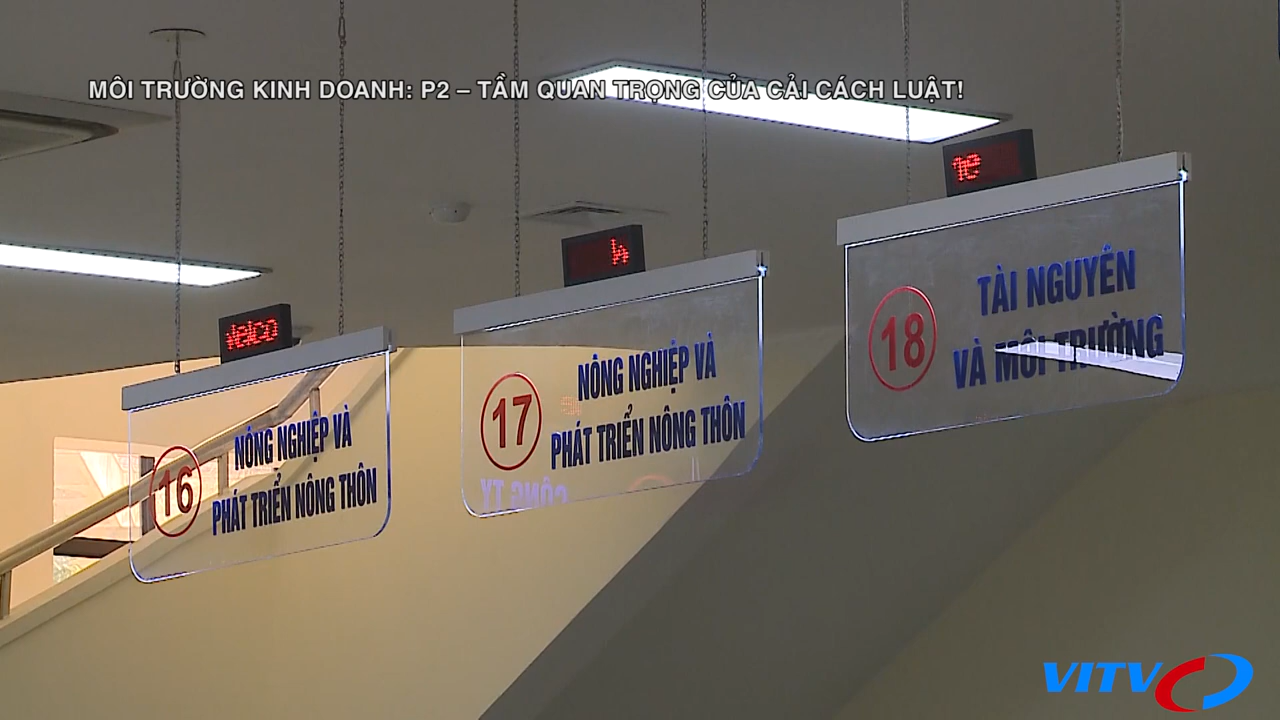 MÔI TRƯỜNG KINH DOANH: P2 – TẦM QUAN TRỌNG CỦA CẢI CÁCH LUẬT!
16
NÔNG NGHIỆP VÀ
PHÁT TRIỂN NÔNG THÔN
17
NÔNG NGHIỆP VÀ
PHÁT TRIỂN NÔNG THÔN
18
TÀI NGUYÊN
VÀ MÔI TRƯỜNG
VITV